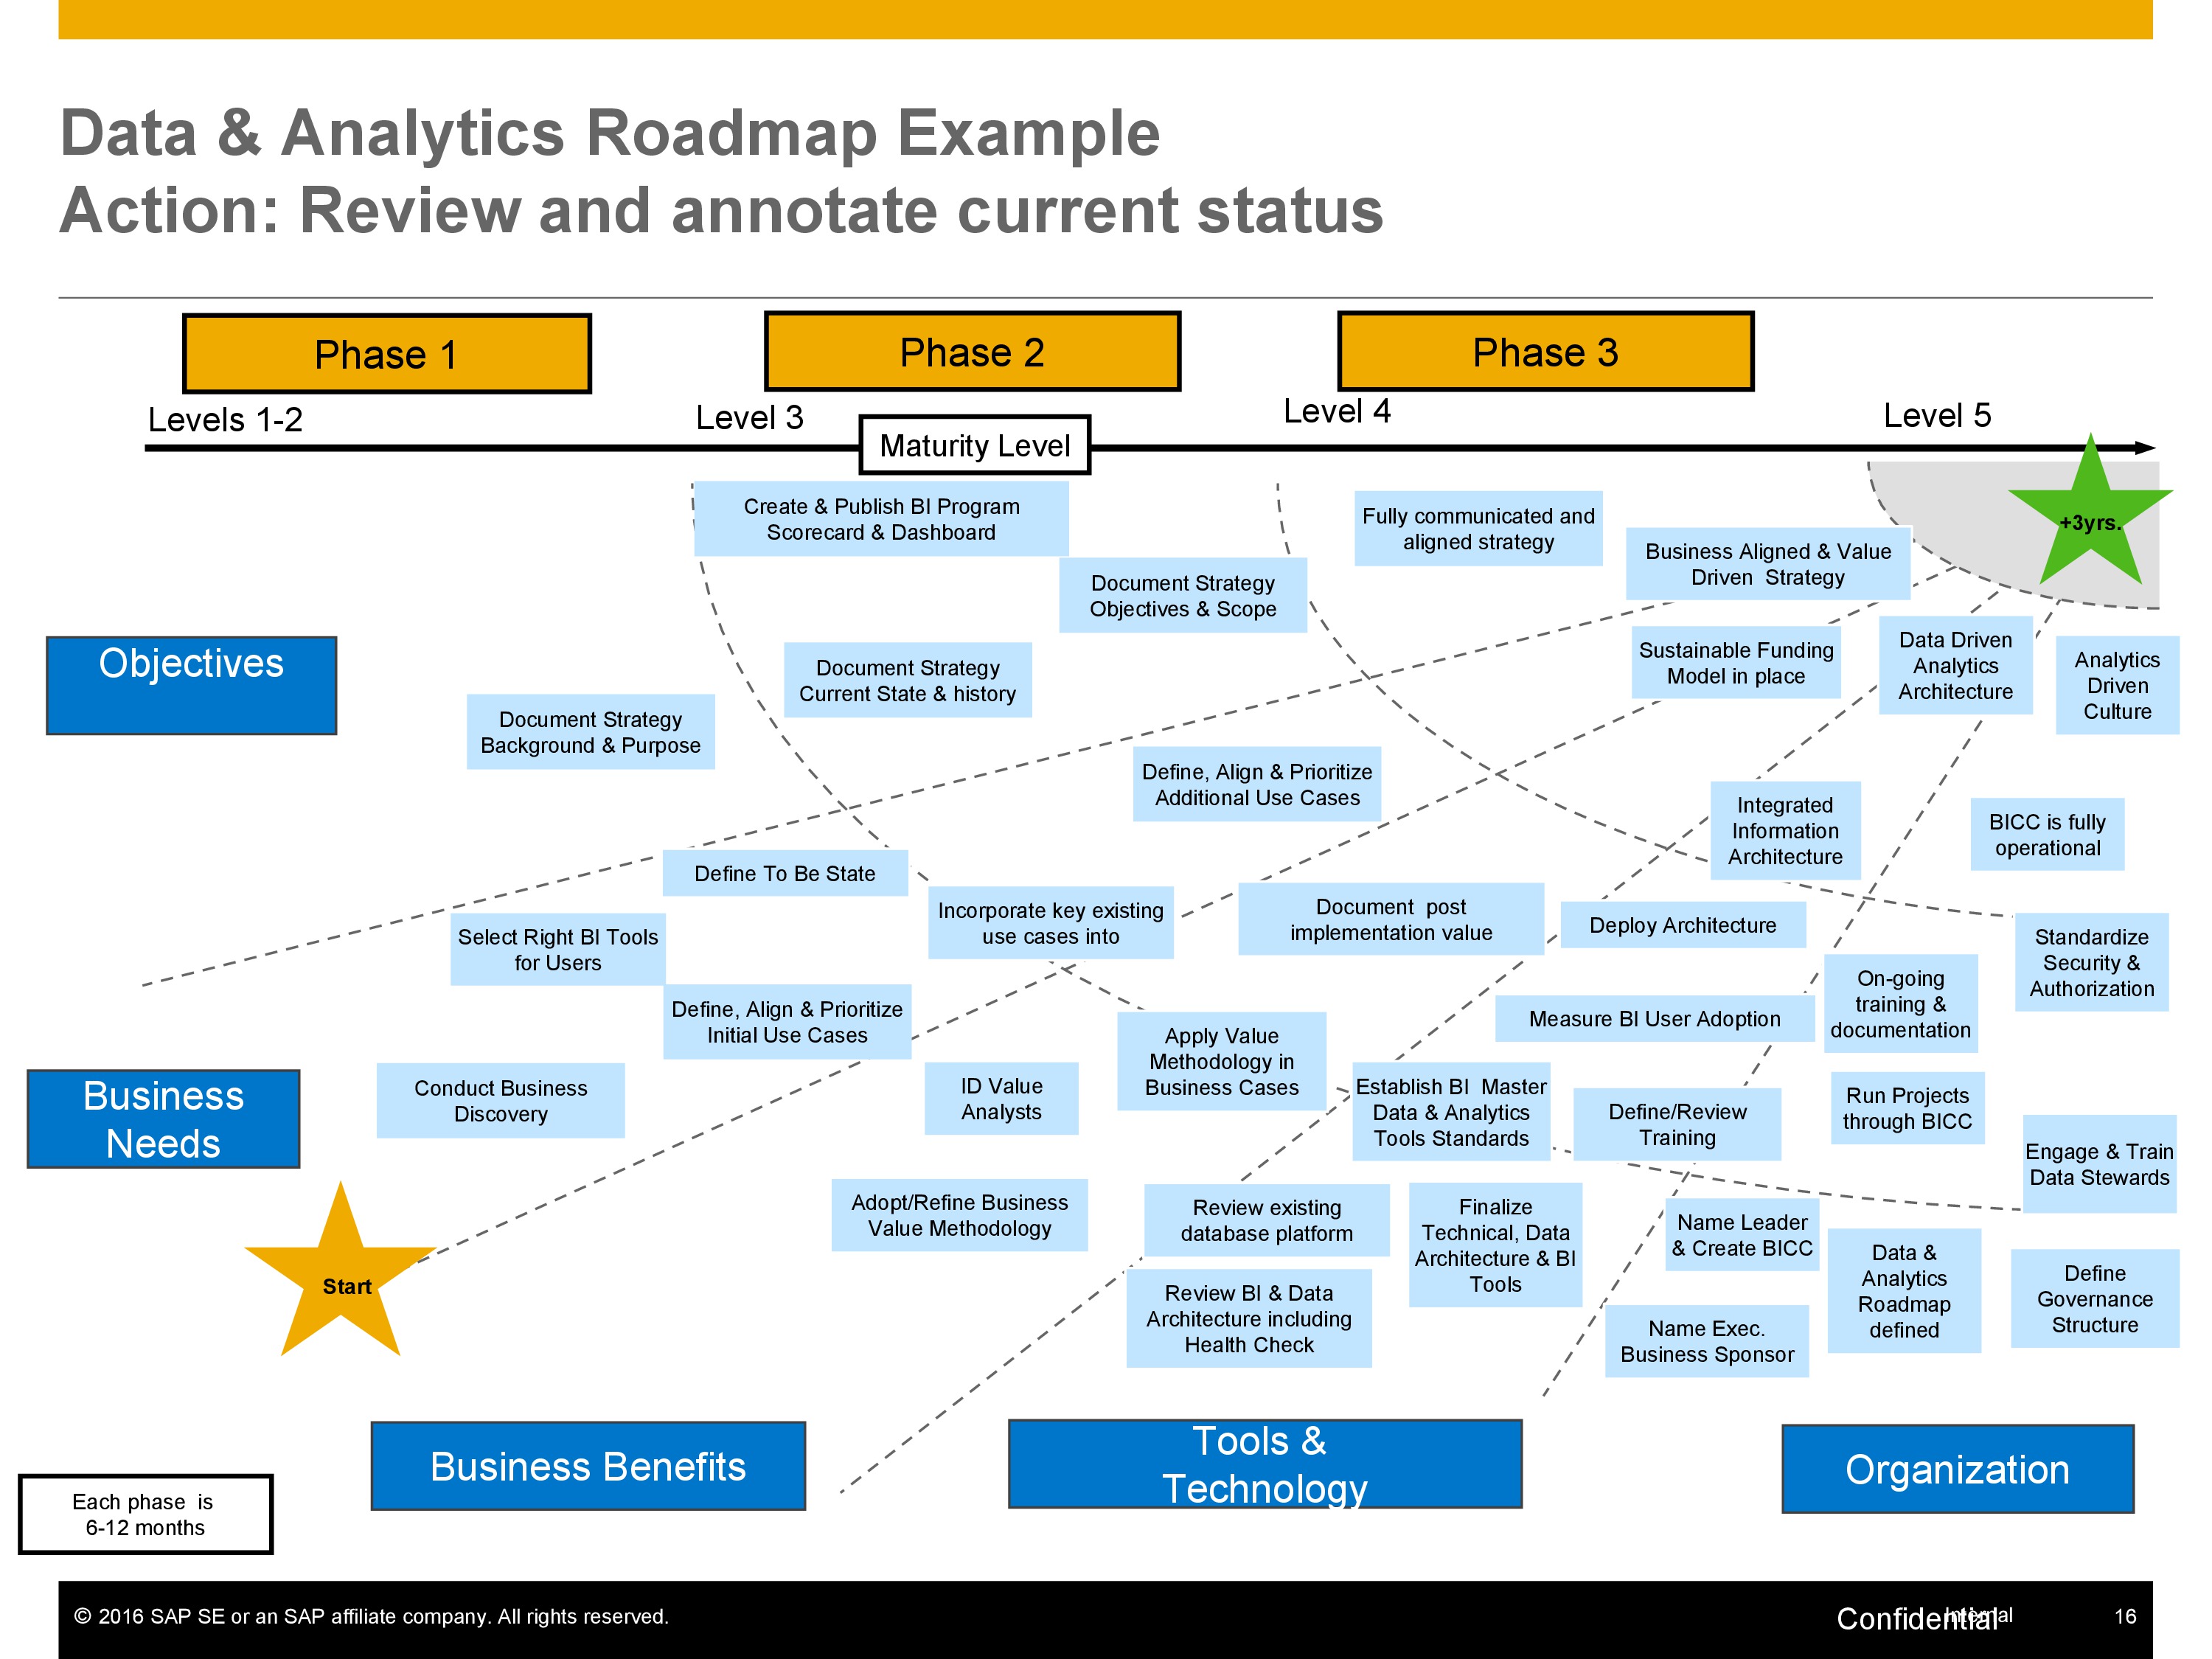 Data & Analytics Roadmap Example
Action: Review and annotate current status
Phase 1
Phase 2
Phase 3
Levels 1-2
Level 3
Level 4
Level 5
Maturity Level
+3yrs.
Create & Publish BI Program
Scorecard & Dashboard
Fully communicated and
aligned strategy
Business Aligned & Value
Driven  Strategy
Document Strategy
Objectives & Scope
Objectives
Document Strategy
Current State & history
Sustainable Funding
Model in place
Data Driven
Analytics
Architecture
Analytics
Driven
Culture
Document Strategy
Background & Purpose
Define, Align & Prioritize
Additional Use Cases
Integrated
Information
Architecture
BICC is fully
operational
Define To Be State
Incorporate key existing
use cases into
Document  post
implementation value
Deploy Architecture
Select Right BI Tools
for Users
Standardize
Security &
Authorization
Define, Align & Prioritize
Initial Use Cases
On-going
training &
documentation
Measure BI User Adoption
Apply Value
Methodology in
Business Cases
Business
Needs
Conduct Business
Discovery
ID Value
Analysts
Establish BI  Master
Data & Analytics
Tools Standards
Define/Review
Training
Run Projects
through BICC
Engage & Train
Data Stewards
Start
Adopt/Refine Business
Value Methodology
Review existing
database platform
Finalize
Technical, Data
Architecture & BI
Tools
Name Leader
& Create BICC
Data &
Analytics
Roadmap
defined
Define
Governance
Structure
Review BI & Data
Architecture including
Health Check
Name Exec.
Business Sponsor
Business Benefits
Tools &
Technology
Organization
Each phase  is
6-12 months
© 2016 SAP SE or an SAP affiliate company. All rights reserved.
Confidential
Internal
16